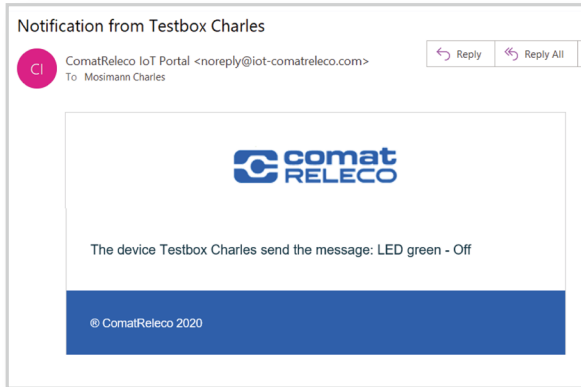 Notification from Testbox Charles
CI
ComatReleco IoT Portal <noreply@iot-comatreleco.com>
To Mosimann Charles
Reply
Reply All
comat
RELECO
The device Testbox Charles send the message: LED green - Off
® ComatReleco 2020